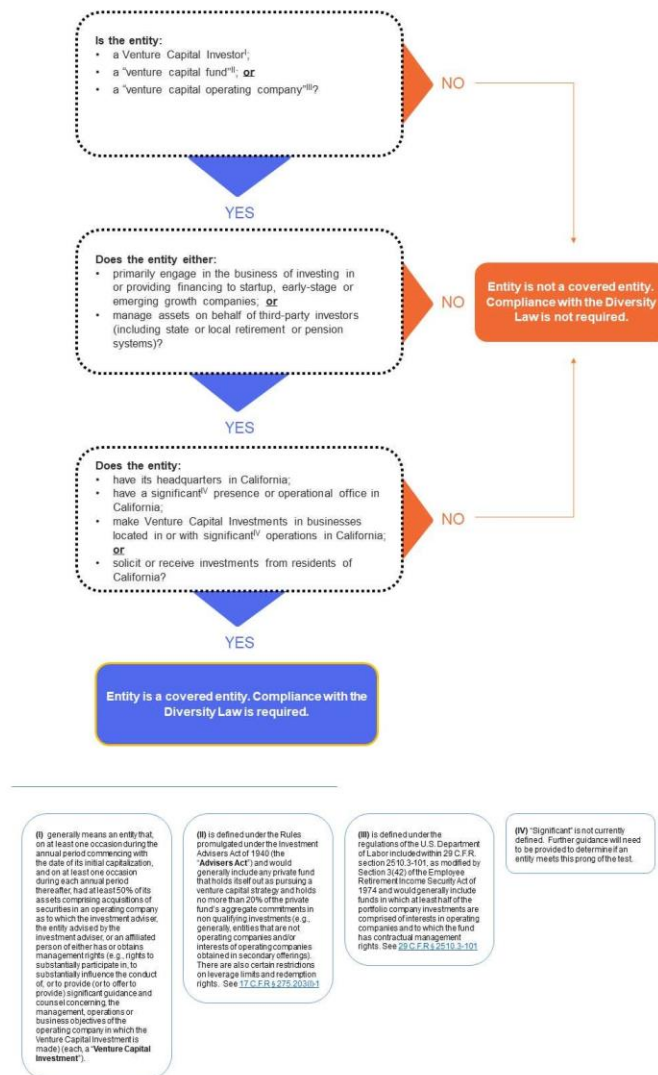 Is the entity:
• a Venture Capital Investorᴵ;
• a "venture capital fund"ᴵᴵ; or
• a "venture capital operating company"ᴵᴵᴵ?
NO
YES
Does the entity either:
• primarily engage in the business of investing in
or providing financing to startup, early-stage or
emerging growth companies; or
• manage assets on behalf of third-party investors
(including state or local retirement or pension
systems)?
NO
Entity is not a covered entity.
Compliance with the Diversity
Law is not required.
YES
Does the entity:
• have its headquarters in California;
• have a significantᴵⱽ presence or operational office in
California;
• make Venture Capital Investments in businesses
located in or with significantᴵⱽ operations in California;
or
• solicit or receive investments from residents of
California?
NO
YES
Entity is a covered entity. Compliance with the
Diversity Law is required.
(I) generally means an entity that,
on at least one occasion during the
annual period commencing with
the date of its initial capitalization,
and on at least one occasion
during each annual period
thereafter, had at least 50% of its
assets comprising acquisitions of
securities in an operating company
as to which the investment adviser,
the entity advised by the
investment adviser, or an affiliated
person of either has or obtains
management rights (e.g., rights to
substantially participate in, to
substantially influence the conduct
of, or to provide (or to offer to
provide) significant guidance and
counsel concerning, the
management, operations or
business objectives of the
operating company in which the
Venture Capital Investment is
made) (each, a "Venture Capital
Investment").
(II) is defined under the Rules
promulgated under the Investment
Advisers Act of 1940 (the
"Advisers Act") and would
generally include any private fund
that holds itself out as pursuing a
venture capital strategy and holds
no more than 20% of the private
fund's aggregate commitments in
non qualifying investments (e.g.,
generally, entities that are not
operating companies and/or
interests of operating companies
obtained in secondary offerings).
There are also certain restrictions
on leverage limits and redemption
rights. See 17 C.F.R § 275.203(l)-1
(III) is defined under the
regulations of the U.S. Department
of Labor included within 29 C.F.R.
section 2510.3-101, as modified by
Section 3(42) of the Employee
Retirement Income Security Act of
1974 and would generally include
funds in which at least half of the
portfolio company investments are
comprised of interests in operating
companies and to which the fund
has contractual management
rights. See 29 C.F.R § 2510.3-101
(IV) "Significant" is not currently
defined. Further guidance will need
to be provided to determine if an
entity meets this prong of the test.